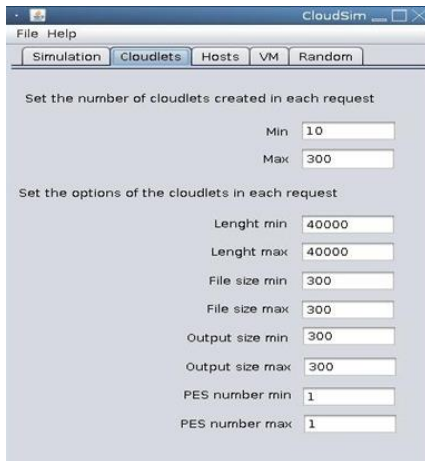 CloudSim
File Help
Simulation Cloudlets Hosts VM Random
Set the number of cloudlets created in each request
Min 10
Max 300
Set the options of the cloudlets in each request
Lenght min 40000
Lenght max 40000
File size min 300
File size max 300
Output size min 300
Output size max 300
PES number min 1
PES number max 1